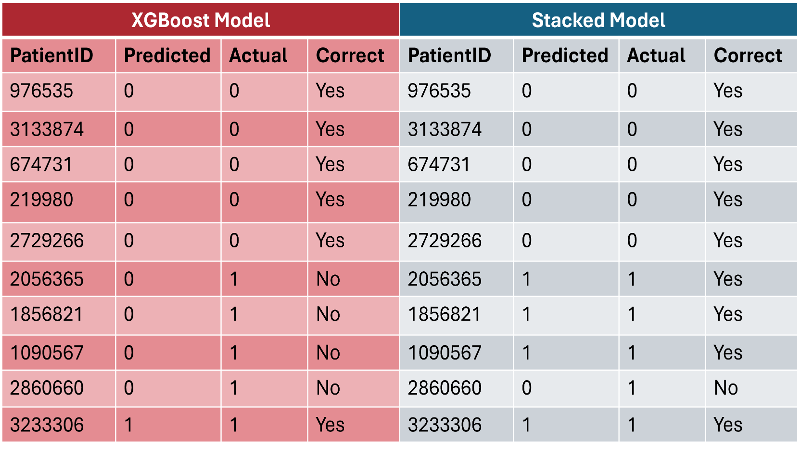 XGBoost Model Stacked Model
PatientID Predicted Actual Correct PatientID Predicted Actual Correct
976535 0 0 Yes 976535 0 0 Yes
3133874 0 0 Yes 3133874 0 0 Yes
674731 0 0 Yes 674731 0 0 Yes
219980 0 0 Yes 219980 0 0 Yes
2729266 0 0 Yes 2729266 0 0 Yes
2056365 0 1 No 2056365 1 1 Yes
1856821 0 1 No 1856821 1 1 Yes
1090567 0 1 No 1090567 1 1 Yes
2860660 0 1 No 2860660 0 1 No
3233306 1 1 Yes 3233306 1 1 Yes